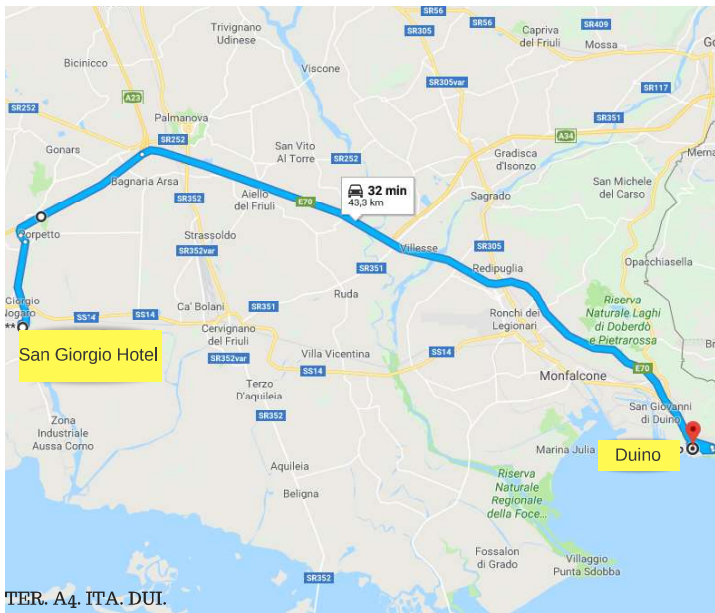 SR56
SR56
SR409
Trivignano
Udinese
SR305
Capriva
del Friuli
Mossa
Bicinicco
Viscone
SR305var
SR117
A23
SR252
Palmanova
SR351
A34
SR252
Gonars
San Vito
Al Torre
SR252
Gradisca
d'Isonzo
Bagnaria Arsa
SR352
Aiello
del Friuli
E70
32 min
43,3 km
Sagrado
San Michele
del Carso
Strassoldo
SR352var
Villesse
SR305
Redipuglia
SR351
Opacchiasella
Ruda
Ca' Bolani
SR351
SS14
SS14
Cervignano
del Friuli
SR352var
Ronchi dei
Legionari
Riserva
Naturale Laghi
di Doberdò
e Pietrarossa
San Giorgio Hotel
Villa Vicentina
SS14
SS14
E70
Monfalcone
Terzo
D'aquileia
SR352
San Giovanni
di Duino
Zona
Industriale
Aussa Corno
Marina Julia
Duino
Aquileia
Beligna
Riserva
Naturale
Regionale
della Foce...
Fossalon
di Grado
Villaggio
Punta Sdobba
SR352
TER. A4. ITA. DUI.